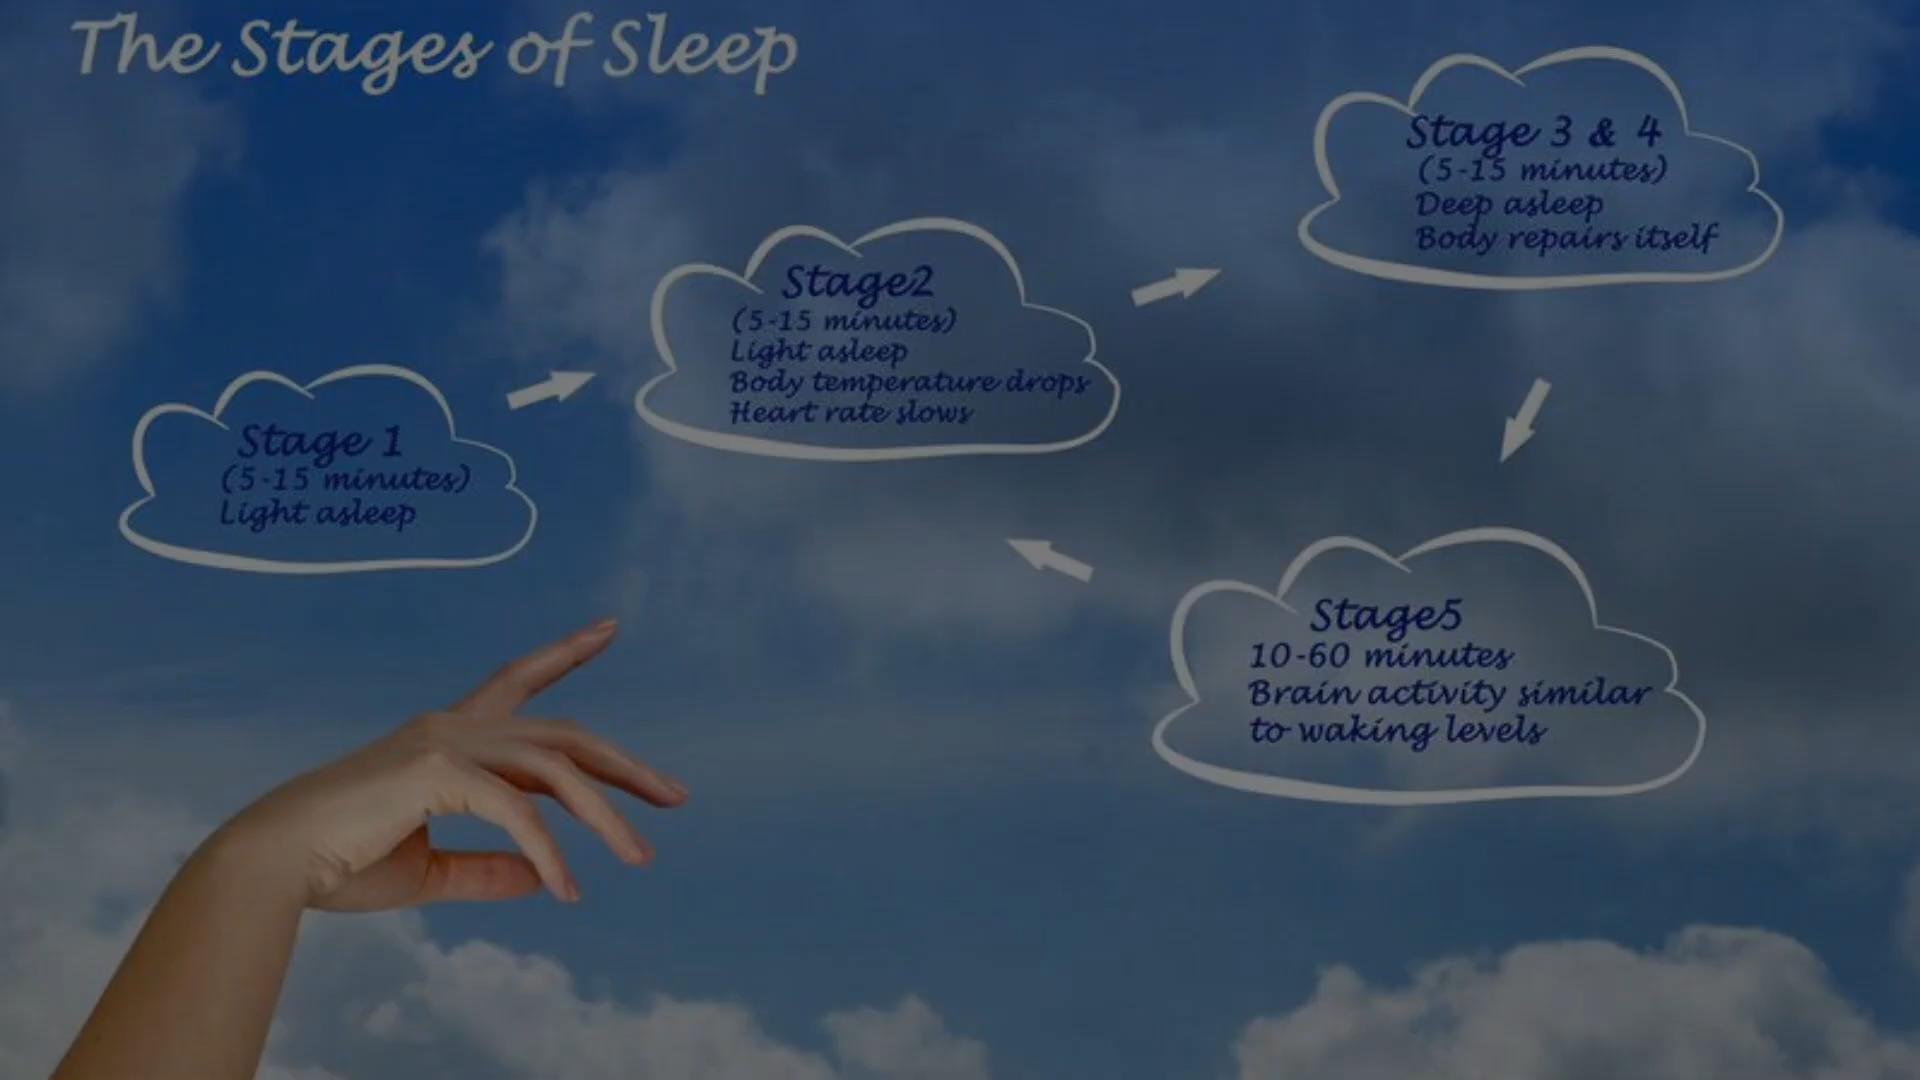 The Stages of Sleep
Stage 1
(5-15 minutes)
Light asleep
Stage2
(5-15 minutes)
Light asleep
Body temperature drops
Heart rate slows
Stage 3 & 4
(5-15 minutes)
Deep asleep
Body repairs itself
Stage5
10-60 minutes
Brain activity similar
to waking levels